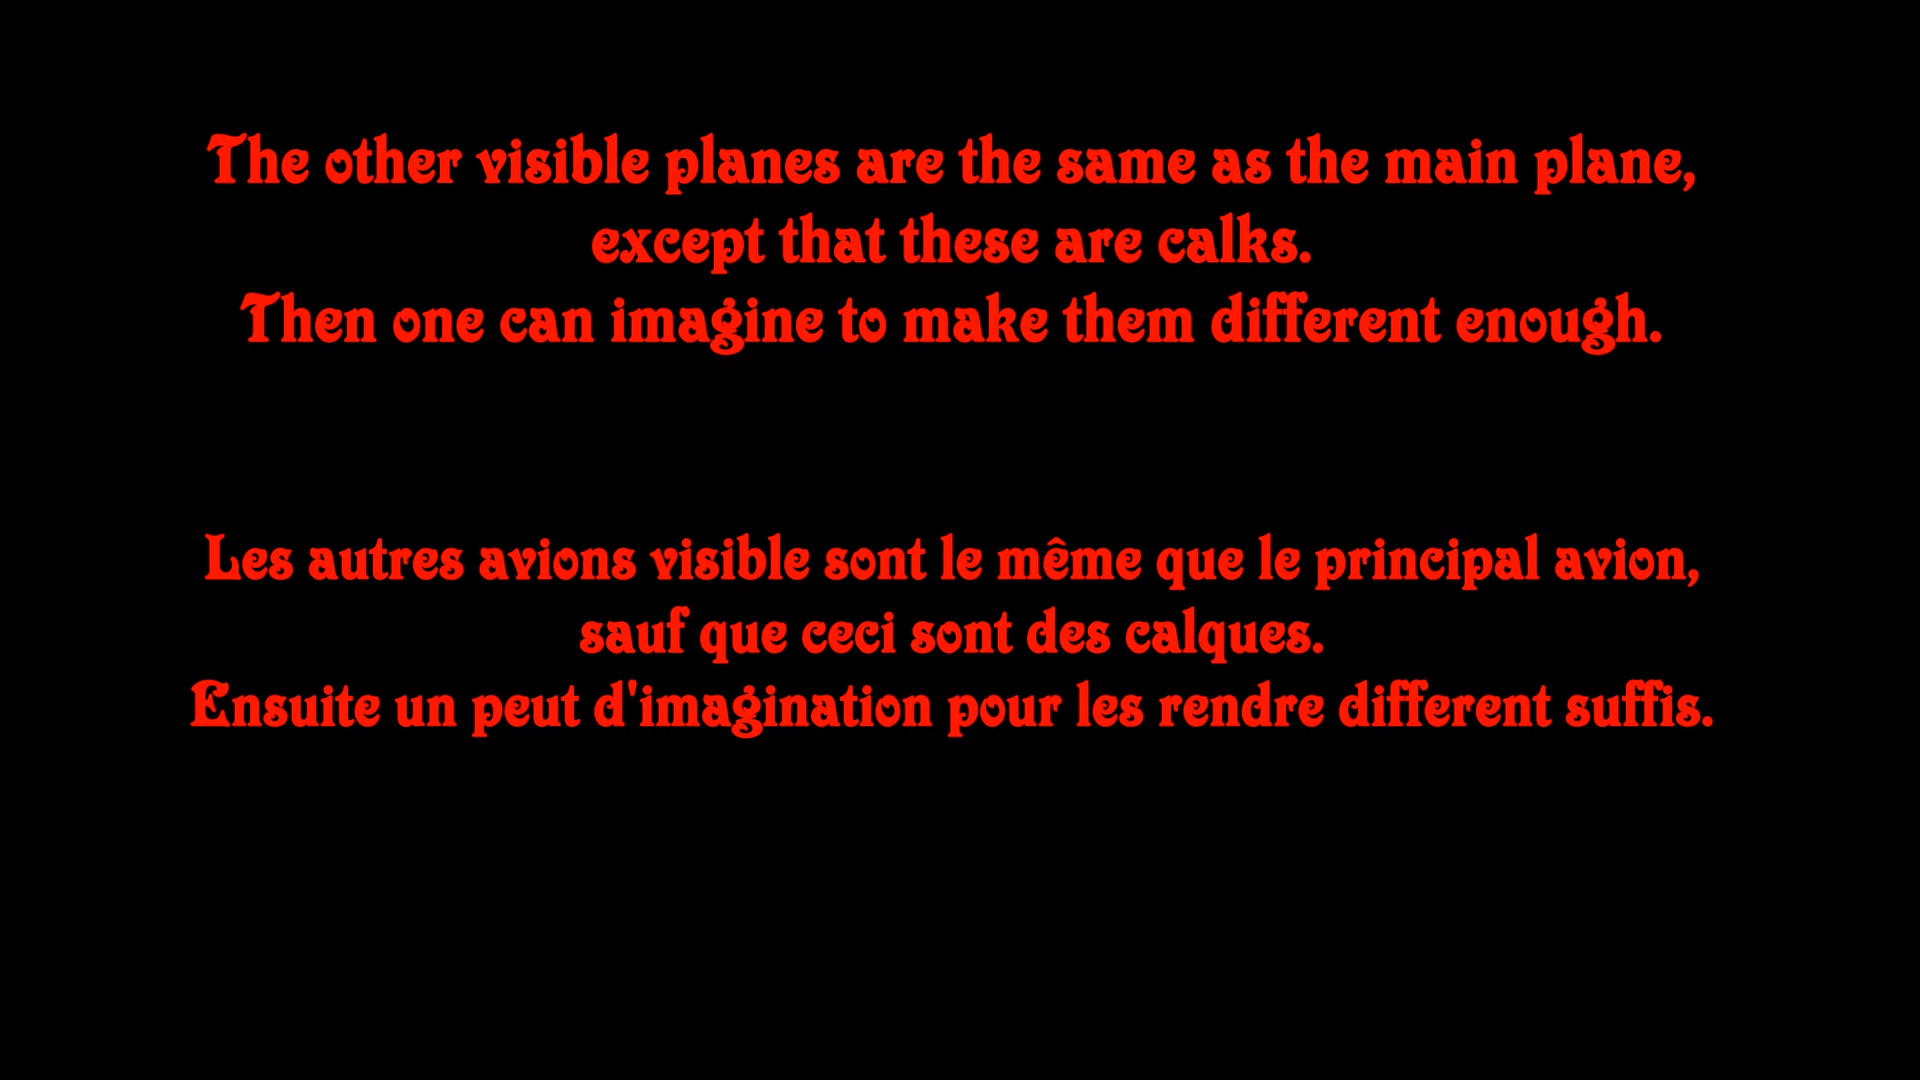 The other visible planes are the same as the main plane,
except that these are calks.
Then one can imagine to make them different enough.
Les autres avions visible sont le même que le principal avion,
sauf que ceci sont des calques.
Ensuite un peut d'imagination pour les rendre different suffis.